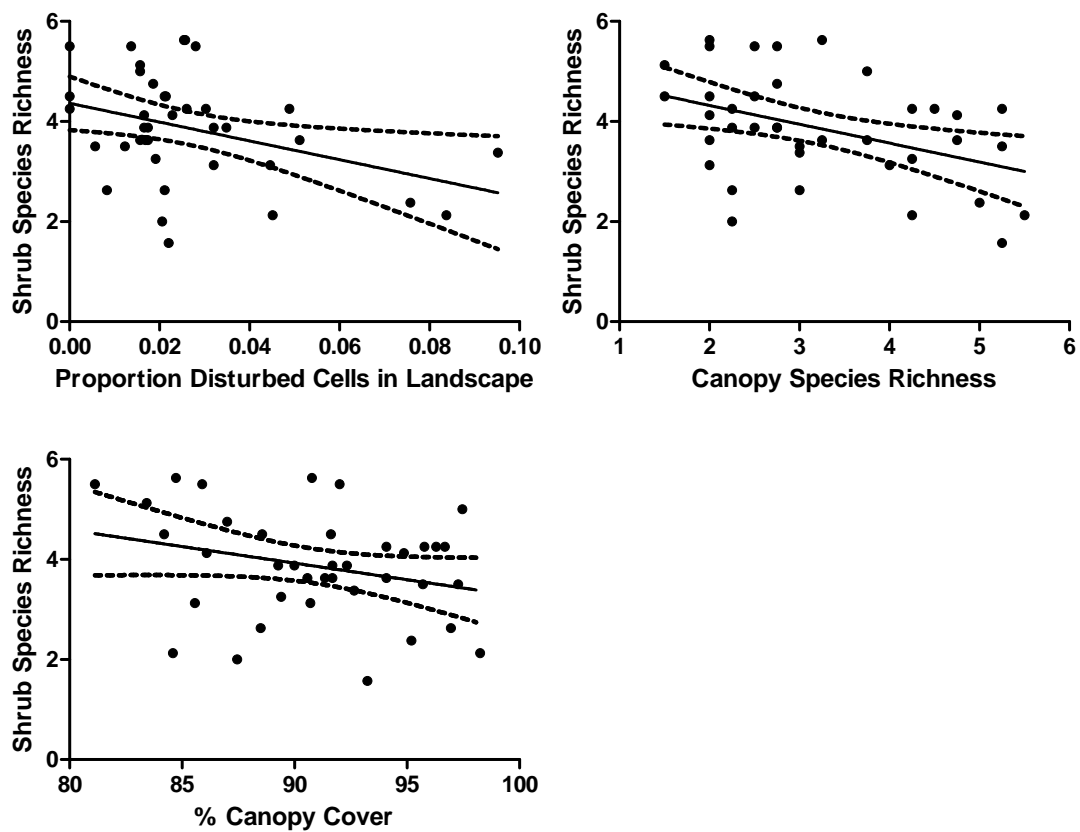 Shrub Species Richness
6
4
2
0
0.00 0.02 0.04 0.06 0.08 0.10
Proportion Disturbed Cells in Landscape
Shrub Species Richness
6
4
2
0
1 2 3 4 5 6
Canopy Species Richness
Shrub Species Richness
6
4
2
0
80 85 90 95 100
% Canopy Cover